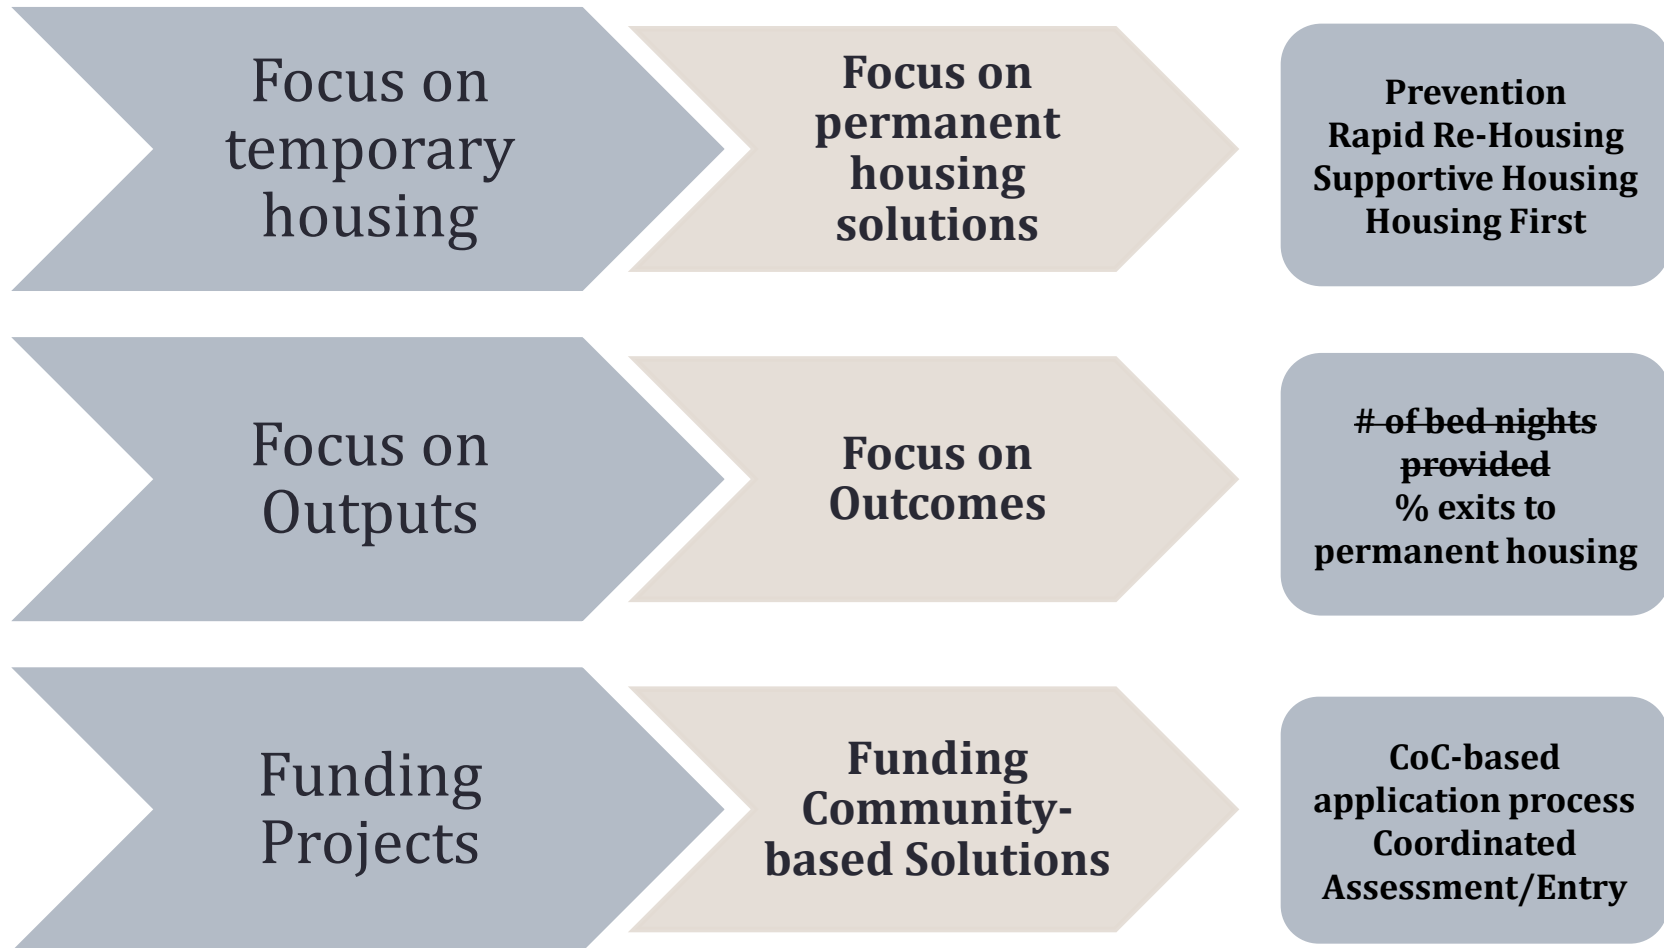 Focus on
temporary
housing
Focus on
permanent
housing
solutions
Prevention
Rapid Re-Housing
Supportive Housing
Housing First
Focus on
Outputs
Focus on
Outcomes
# of bed nights
provided
% exits to
permanent housing
Funding
Projects
Funding
Community-
based Solutions
CoC-based
application process
Coordinated
Assessment/Entry